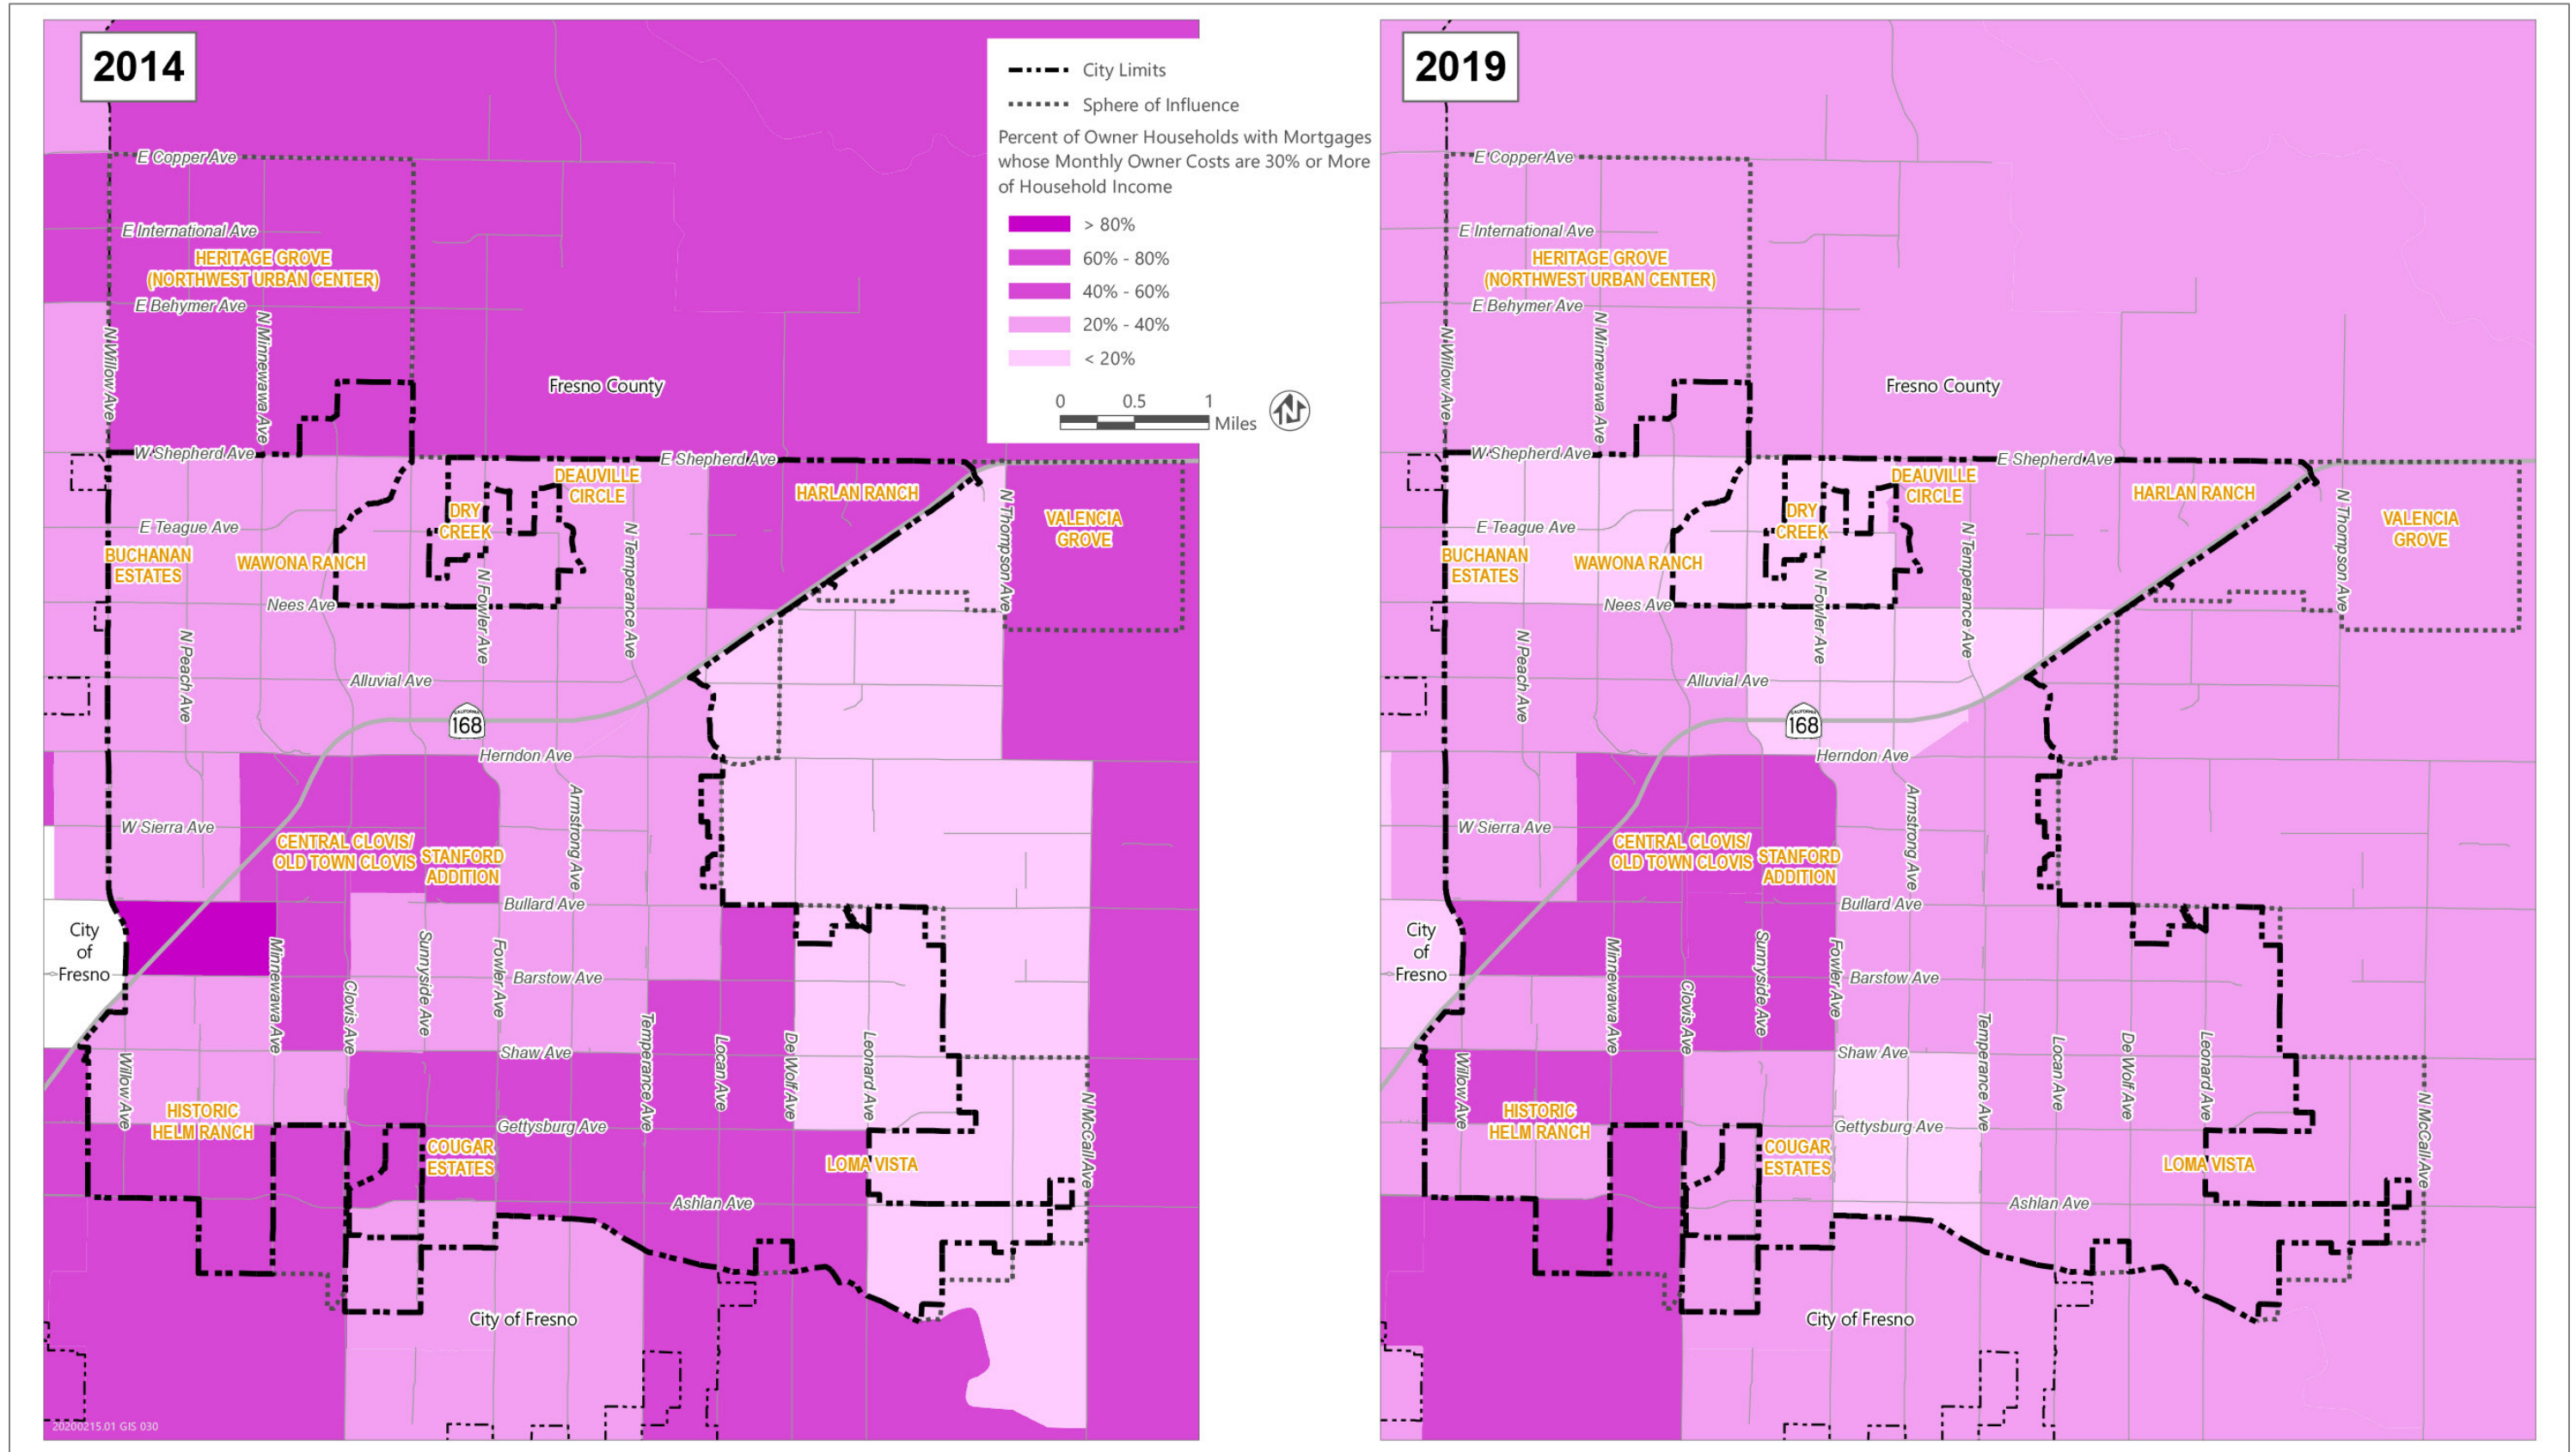 2014
City Limits
Sphere of Influence
Percent of Owner Households with Mortgages
whose Monthly Owner Costs are 30% or More
of Household Income
> 80%
60% - 80%
40% - 60%
20% - 40%
< 20%
0 0.5 1
Miles
N
E Copper Ave
E International Ave
HERITAGE GROVE
(NORTHWEST URBAN CENTER)
E Behymer Ave
N Willow Ave
N Minnewawa Ave
Fresno County
W Shepherd Ave
E Shepherd Ave
DEAUVILLE
CIRCLE
HARLAN RANCH
DRY
CREEK
N Thompson Ave
VALENCIA
GROVE
E Teague Ave
BUCHANAN
ESTATES
WAWONA RANCH
N Temperance Ave
N Fowler Ave
Nees Ave
N Peach Ave
Alluvial Ave
CALIFORNIA
168
Herndon Ave
Armstrong Ave
W Sierra Ave
CENTRAL CLOVIS/
OLD TOWN CLOVIS
STANFORD
ADDITION
Bullard Ave
City
of
Fresno
Minnewawa Ave
Clovis Ave
Sunnyside Ave
Fowler Ave
Barstow Ave
Temperance Ave
Locan Ave
De Wolf Ave
Leonard Ave
Shaw Ave
Willow Ave
HISTORIC
HELM RANCH
Gettysburg Ave
N McCall Ave
COUGAR
ESTATES
LOMA VISTA
Ashlan Ave
City of Fresno
20200215.01 GIS 030
2019
E Copper Ave
E International Ave
HERITAGE GROVE
(NORTHWEST URBAN CENTER)
E Behymer Ave
N Willow Ave
N Minnewawa Ave
Fresno County
W Shepherd Ave
E Shepherd Ave
DEAUVILLE
CIRCLE
HARLAN RANCH
DRY
CREEK
N Thompson Ave
VALENCIA
GROVE
E Teague Ave
BUCHANAN
ESTATES
WAWONA RANCH
N Temperance Ave
N Fowler Ave
Nees Ave
N Peach Ave
Alluvial Ave
CALIFORNIA
168
Herndon Ave
Armstrong Ave
W Sierra Ave
CENTRAL CLOVIS/
OLD TOWN CLOVIS
STANFORD
ADDITION
Bullard Ave
City
of
Fresno
Minnewawa Ave
Clovis Ave
Sunnyside Ave
Fowler Ave
Barstow Ave
Temperance Ave
Locan Ave
De Wolf Ave
Leonard Ave
Shaw Ave
Willow Ave
HISTORIC
HELM RANCH
Gettysburg Ave
N McCall Ave
COUGAR
ESTATES
LOMA VISTA
Ashlan Ave
City of Fresno